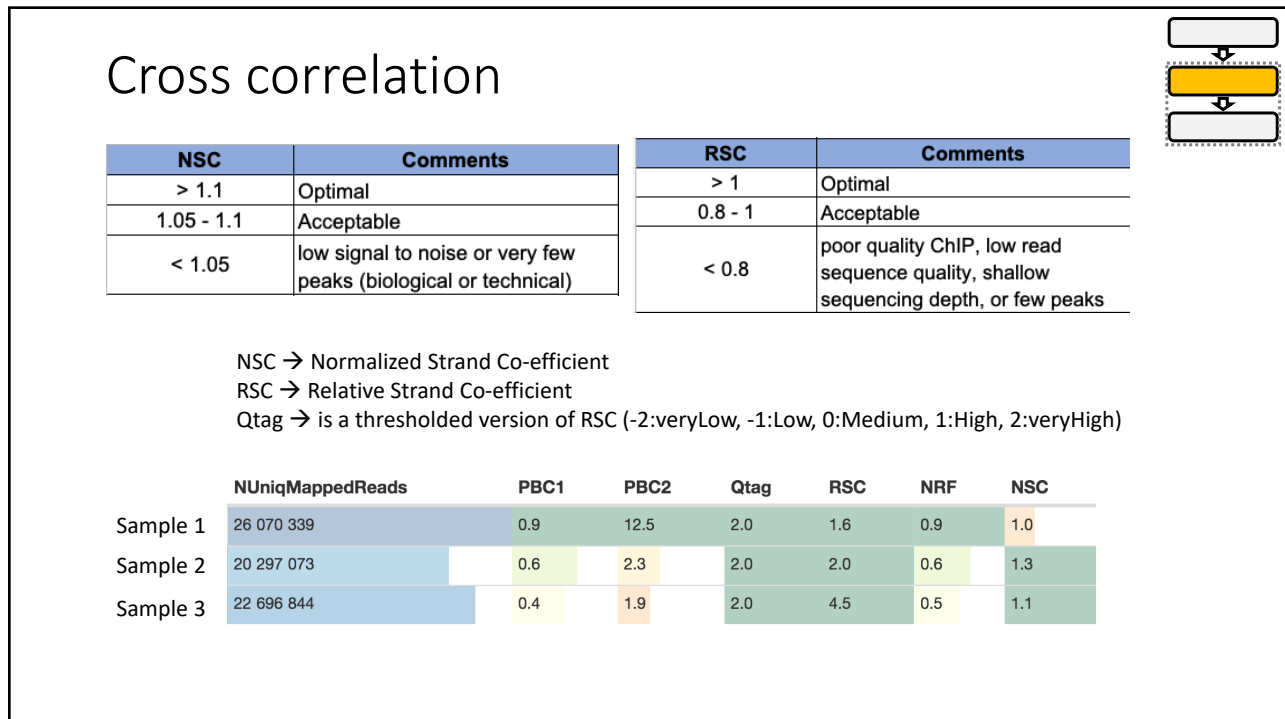 Cross correlation
NSC Comments
> 1.1 Optimal
1.05 - 1.1 Acceptable
< 1.05 low signal to noise or very few
peaks (biological or technical)
RSC Comments
> 1 Optimal
0.8 - 1 Acceptable
< 0.8 poor quality ChIP, low read
sequence quality, shallow
sequencing depth, or few peaks
NSC → Normalized Strand Co-efficient
RSC → Relative Strand Co-efficient
Qtag → is a thresholded version of RSC (-2:veryLow, -1:Low, 0:Medium, 1:High, 2:veryHigh)
NUniqMappedReads PBC1 PBC2 Qtag RSC NRF NSC
Sample 1 26 070 339 0.9 12.5 2.0 1.6 0.9 1.0
Sample 2 20 297 073 0.6 2.3 2.0 2.0 0.6 1.3
Sample 3 22 696 844 0.4 1.9 2.0 4.5 0.5 1.1